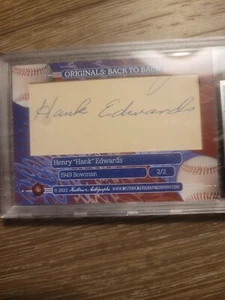 ORIGINALS: BACK TO BA
Hank Edwards
Henry "Hank" Edwards
1949 Bowman 2/2
© 2022 Historic Autographs